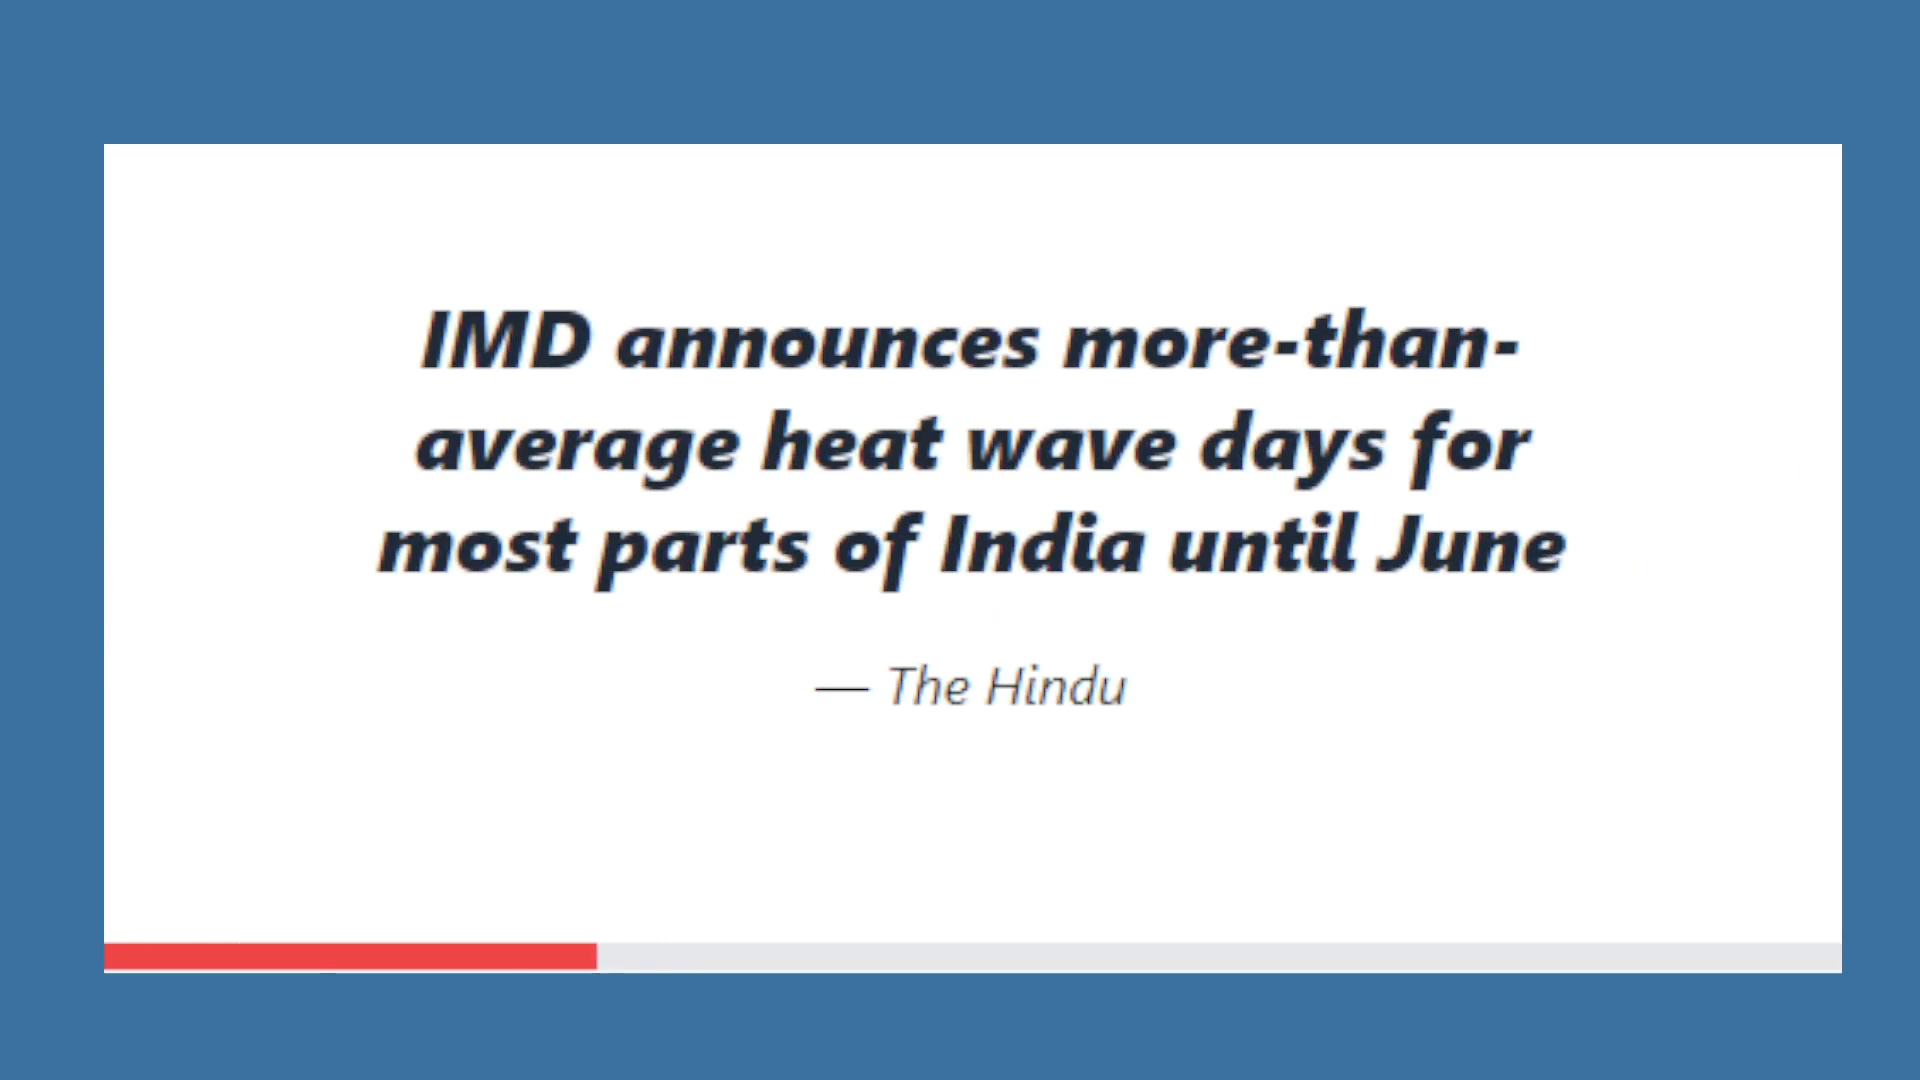 IMD announces more-than-
average heat wave days for
most parts of India until June
— The Hindu